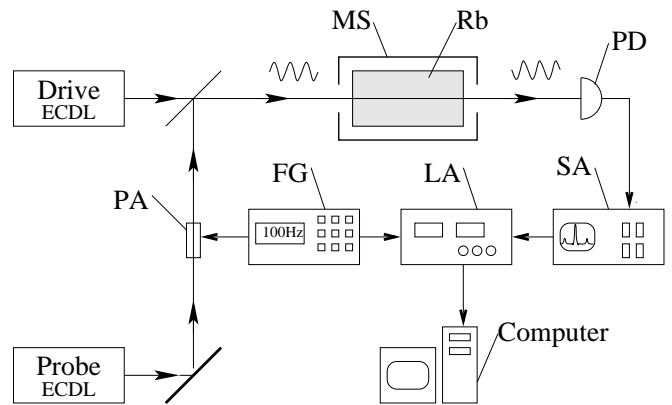 MS
Rb
PD
Drive
ECDL
PA
FG
LA
SA
100Hz
Probe
ECDL
Computer